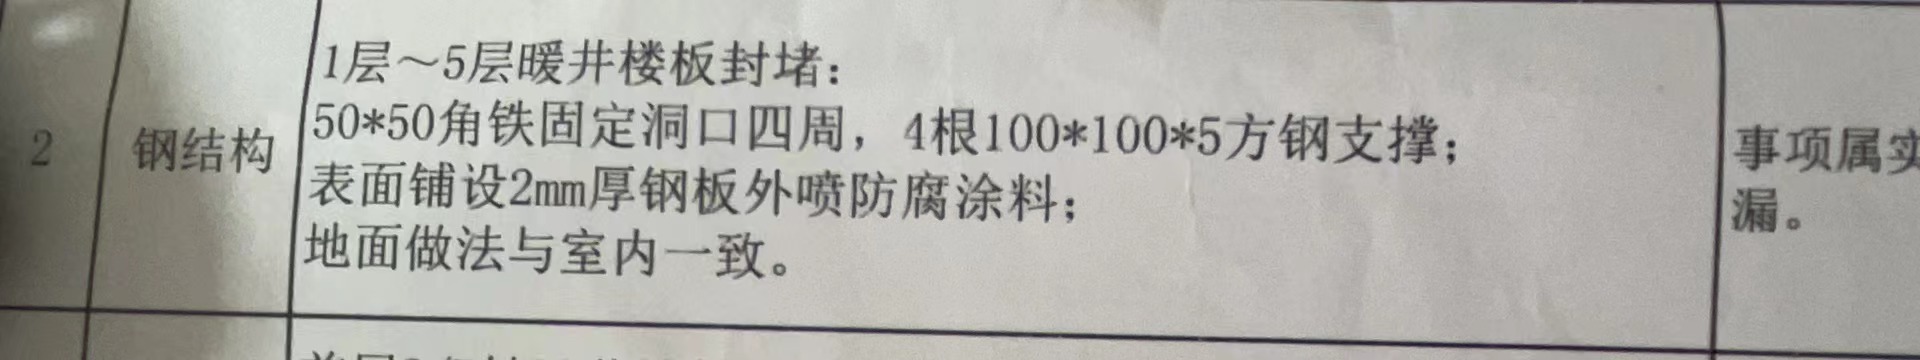 1层～5层暖井楼板封堵：
2
钢结构
50*50角铁固定洞口四周，4根100*100*5方钢支撑；
表面铺设2mm厚钢板外喷防腐涂料；
地面做法与室内一致。
事项属实
漏。